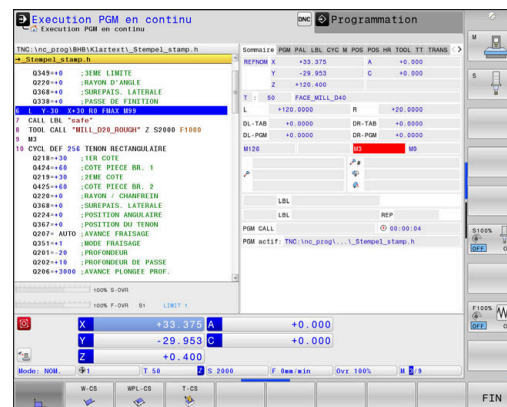 Execution PGM en continu
Execution PGM en continu
DNC Programmation
TNC:\nc_prog\BHB\Klartext\_Stempel_stamp.h
→_Stempel_stamp.h
Q349=+0 ;3EME LIMITE
Q220=+0 ;RAYON D'ANGLE
Q368=+0 ;SUREPAIS. LATERALE
Q338=+0 ;PASSE DE FINITION
6 L Y-30 X+30 R0 FMAX M99
7 CALL LBL "safe"
8 TOOL CALL "MILL_D20_ROUGH" Z S2000 F1000
9 M3
10 CYCL DEF 256 TENON RECTANGULAIRE
Q218=+30 ;1ER COTE
Q424=+60 ;COTE PIECE BR. 1
Q219=+30 ;2EME COTE
Q425=+60 ;COTE PIECE BR. 2
Q220=+0 ;RAYON / CHANFREIN
Q368=+0 ;SUREPAIS. LATERALE
Q224=+0 ;POSITION ANGULAIRE
Q367=+0 ;POSITION DU TENON
Q207= AUTO ;AVANCE FRAISAGE
Q351=+1 ;MODE FRAISAGE
Q201=-20 ;PROFONDEUR
Q202=+10 ;PROFONDEUR DE PASSE
Q206=+3000 ;AVANCE PLONGEE PROF.
100% S-OVR
100% F-OVR S1 LIMIT 1
Sommaire PGM PAL LBL CYC M POS POS HR TOOL TT TRANS
REFNOM X +33.375 A +0.000
Y -29.953 C +0.000
Z +120.400
T : 50 FACE_MILL_D40
L +120.0000 R +20.0000
DL-TAB +0.0000 DR-TAB +0.0000
DL-PGM +0.0000 DR-PGM +0.0000
M126 M3 M9
LBL
LBL REP
PGM CALL 00:00:04
PGM actif: TNC:\nc_prog\...\_Stempel_stamp.h
X +33.375 A +0.000
Y -29.953 C +0.000
Z +0.400
Mode: NOM. 1 T 50 Z S 2000 F 0mm/min Ovr 100% M 3/9
W-CS WPL-CS T-CS
FIN
M
S
S100%
OFF
F100%
OFF